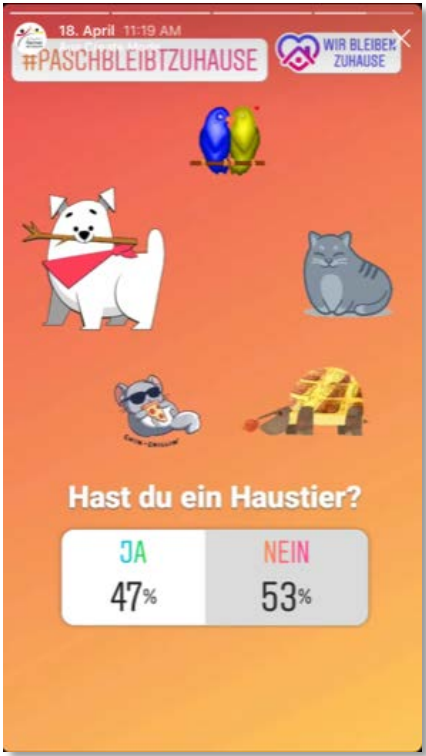 18. April 11:19 AM
#PASCHBLEIBTZUHAUSE
WIR BLEIBEN
ZUHAUSE
Hast du ein Haustier?
JA NEIN
47% 53%